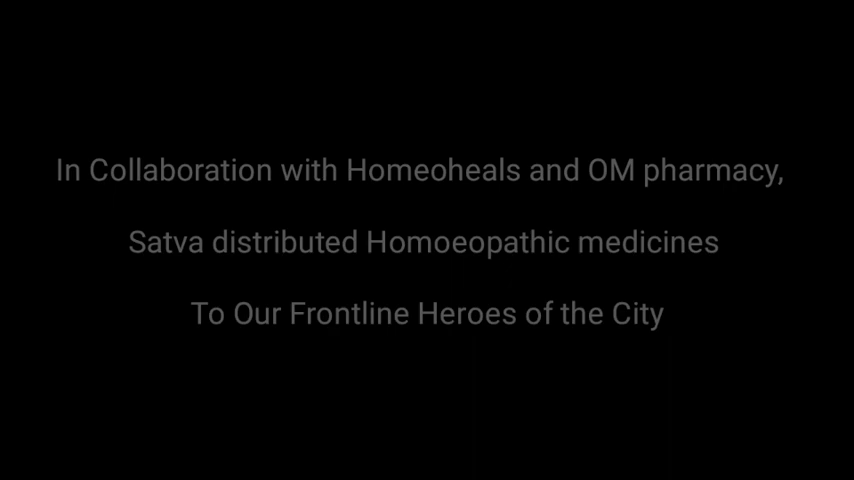 In Collaboration with Homeoheals and OM pharmacy,
Satva distributed Homoeopathic medicines
To Our Frontline Heroes of the City